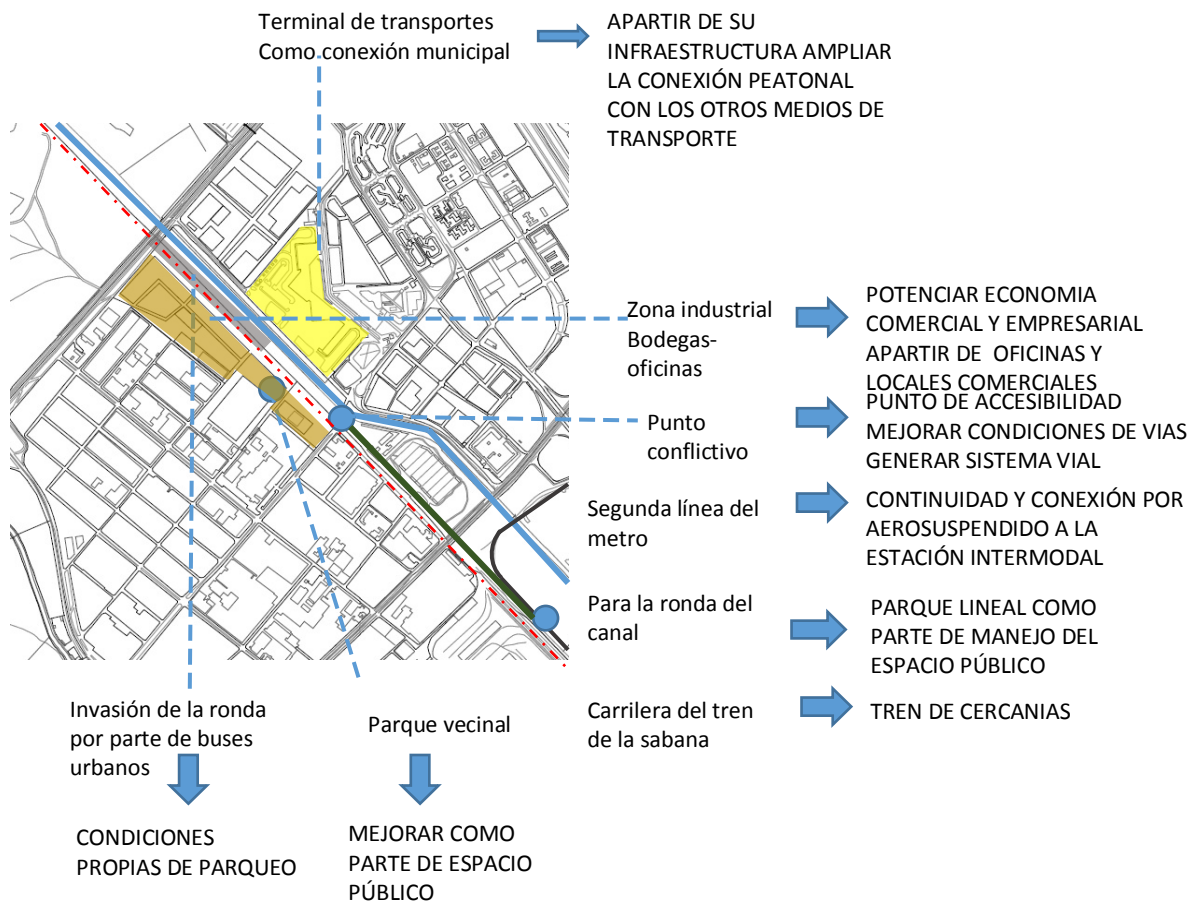 Terminal de transportes
Como conexión municipal
APARTIR DE SU
INFRAESTRUCTURA AMPLIAR
LA CONEXIÓN PEATONAL
CON LOS OTROS MEDIOS DE
TRANSPORTE
Zona industrial
Bodegas-
oficinas
POTENCIAR ECONOMIA
COMERCIAL Y EMPRESARIAL
APARTIR DE OFICINAS Y
LOCALES COMERCIALES
Punto
conflictivo
PUNTO DE ACCESIBILIDAD
MEJORAR CONDICIONES DE VIAS
GENERAR SISTEMA VIAL
Segunda línea del
metro
CONTINUIDAD Y CONEXIÓN POR
AEROSUSPENDIDO A LA
ESTACIÓN INTERMODAL
Para la ronda del
canal
PARQUE LINEAL COMO
PARTE DE MANEJO DEL
ESPACIO PÚBLICO
Carrilera del tren
de la sabana
TREN DE CERCANIAS
Invasión de la ronda
por parte de buses
urbanos
CONDICIONES
PROPIAS DE PARQUEO
Parque vecinal
MEJORAR COMO
PARTE DE ESPACIO
PÚBLICO